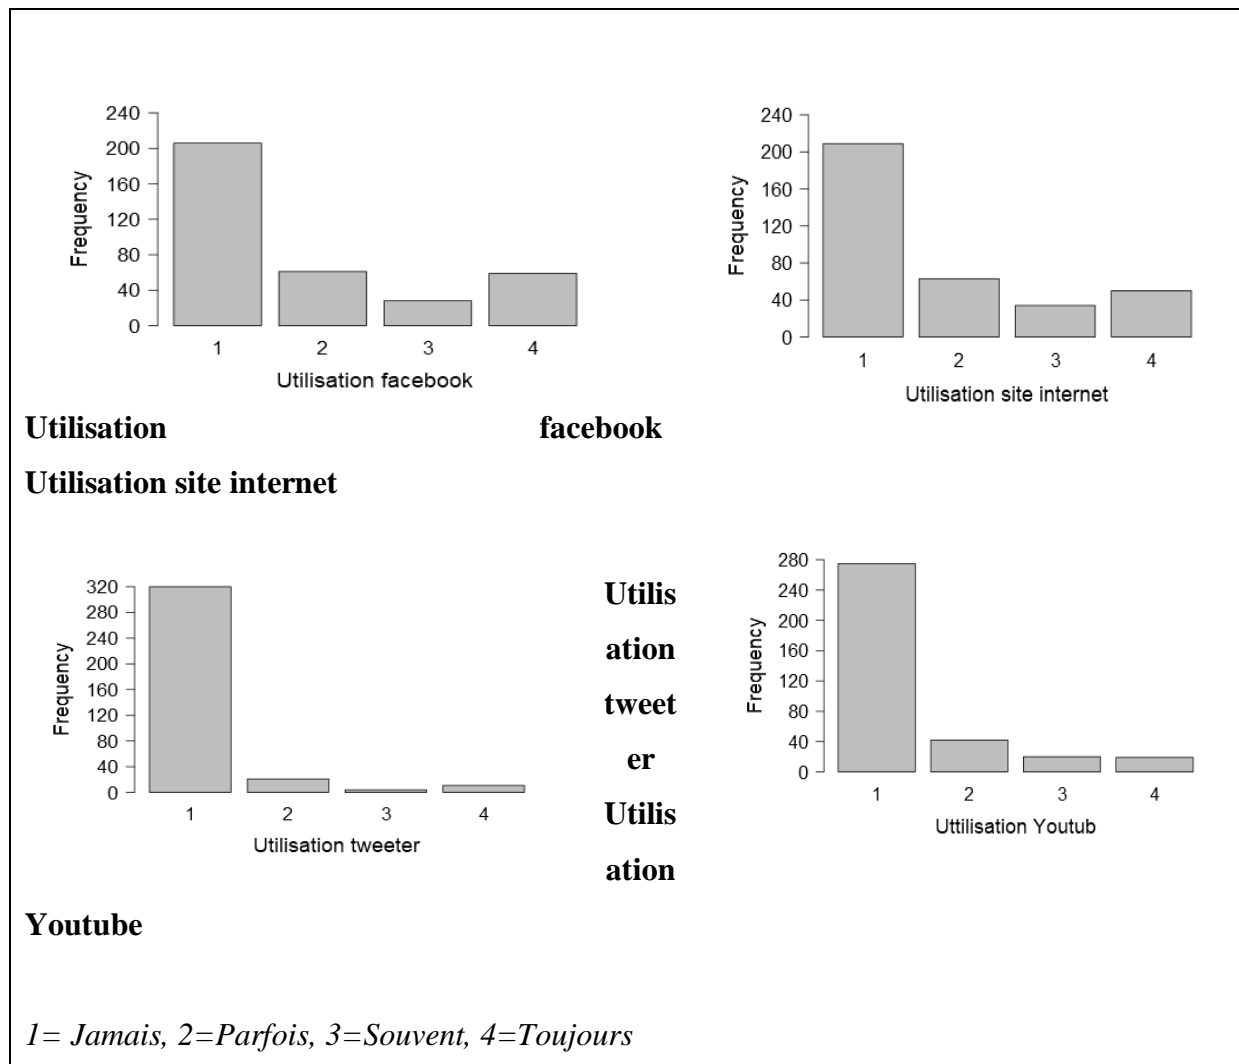 240
200
160
120
80
40
0
Frequency
1 2 3 4
Utilisation facebook
240
200
160
120
80
40
0
Frequency
1 2 3 4
Utilisation site internet
Utilisation facebook
Utilisation site internet
320
280
240
200
160
120
80
40
0
Frequency
1 2 3 4
Utilisation tweeter
Utilis
ation
tweet
er
Utilis
ation
280
240
200
160
120
80
40
0
Frequency
1 2 3 4
Uttilisation Youtub
Youtube
1= Jamais, 2=Parfois, 3=Souvent, 4=Toujours